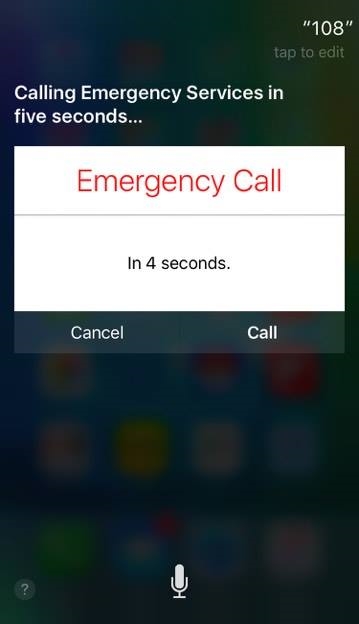 "108"
tap to edit
Calling Emergency Services in
five seconds...
Emergency Call
In 4 seconds.
Cancel Call
?